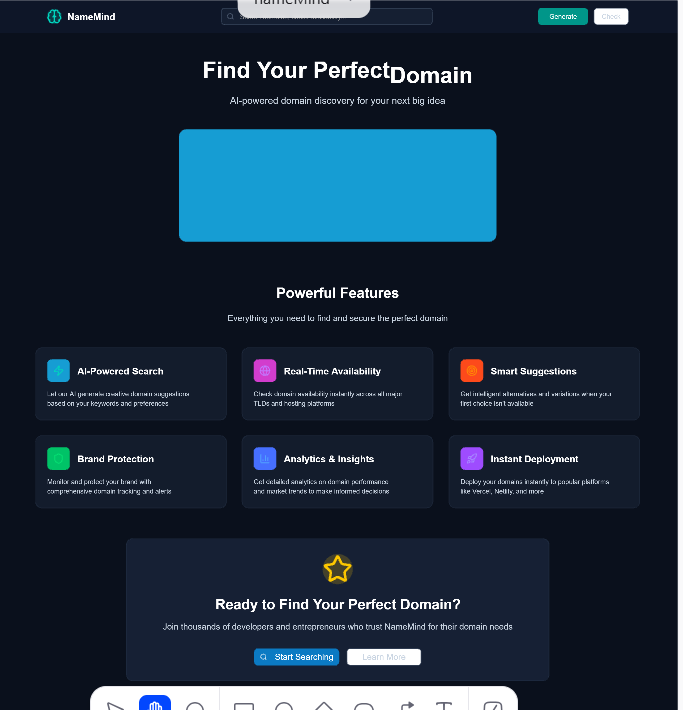 nameMind
NameMind
Generate
Check
Find Your Perfect Domain
AI-powered domain discovery for your next big idea
Powerful Features
Everything you need to find and secure the perfect domain
AI-Powered Search
Let our AI generate creative domain suggestions
based on your keywords and preferences
Real-Time Availability
Check domain availability instantly across all major
TLDs and hosting platforms
Smart Suggestions
Get intelligent alternatives and variations when your
first choice isn't available
Brand Protection
Monitor and protect your brand with
comprehensive domain tracking and alerts
Analytics & Insights
Get detailed analytics on domain performance
and market trends to make informed decisions
Instant Deployment
Deploy your domains instantly to popular platforms
like Vercel, Netlify, and more
Ready to Find Your Perfect Domain?
Join thousands of developers and entrepreneurs who trust NameMind for their domain needs
Start Searching
Learn More